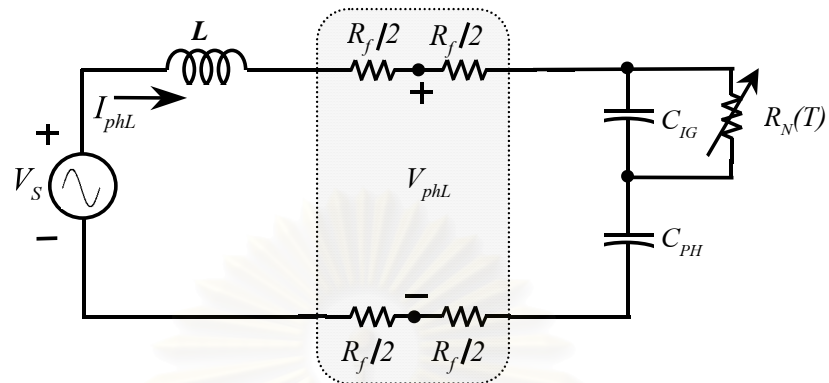 L
R_f/2 R_f/2
+
I_phL
C_IG
R_N(T)
+
V_S
V_phL
−
C_PH
−
R_f/2 R_f/2